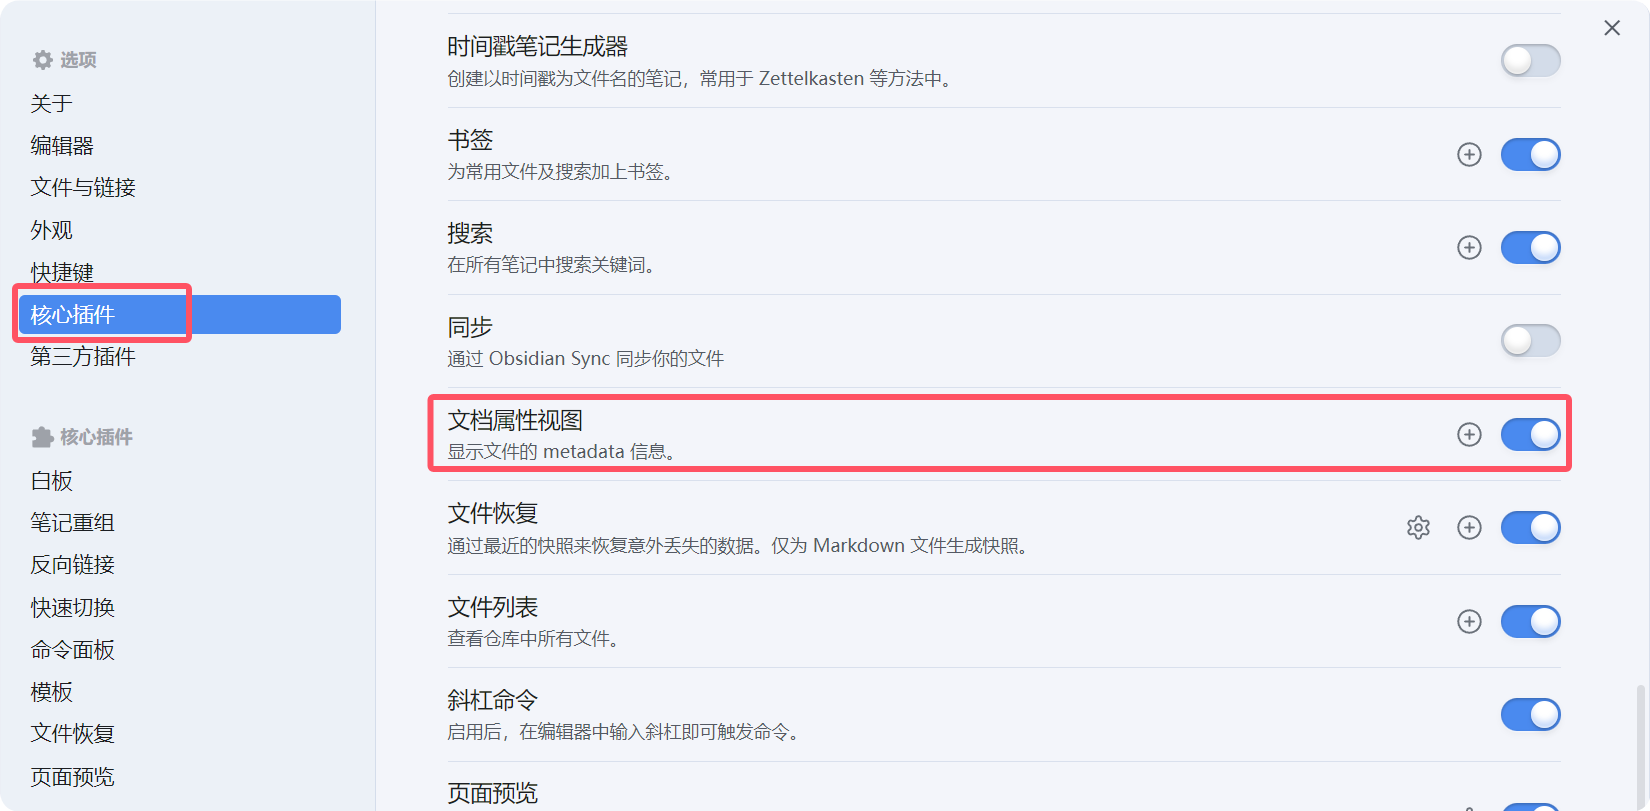 选项
关于
编辑器
文件与链接
外观
快捷键
核心插件
第三方插件
核心插件
白板
笔记重组
反向链接
快速切换
命令面板
模板
文件恢复
页面预览
时间戳笔记生成器
创建以时间戳为文件名的笔记，常用于 Zettelkasten 等方法中。
书签
为常用文件及搜索加上书签。
搜索
在所有笔记中搜索关键词。
同步
通过 Obsidian Sync 同步你的文件
文档属性视图
显示文件的 metadata 信息。
文件恢复
通过最近的快照来恢复意外丢失的数据。仅为 Markdown 文件生成快照。
文件列表
查看仓库中所有文件。
斜杠命令
启用后，在编辑器中输入斜杠即可触发命令。
页面预览